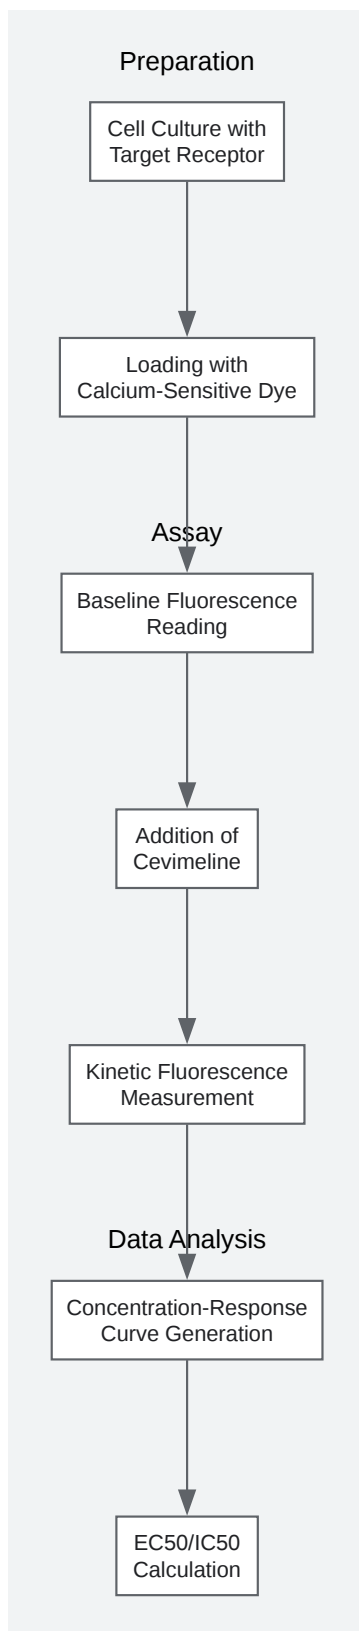 Preparation
Cell Culture with
Target Receptor
Loading with
Calcium-Sensitive Dye
Assay
Baseline Fluorescence
Reading
Addition of
Cevimeline
Kinetic Fluorescence
Measurement
Data Analysis
Concentration-Response
Curve Generation
EC50/IC50
Calculation